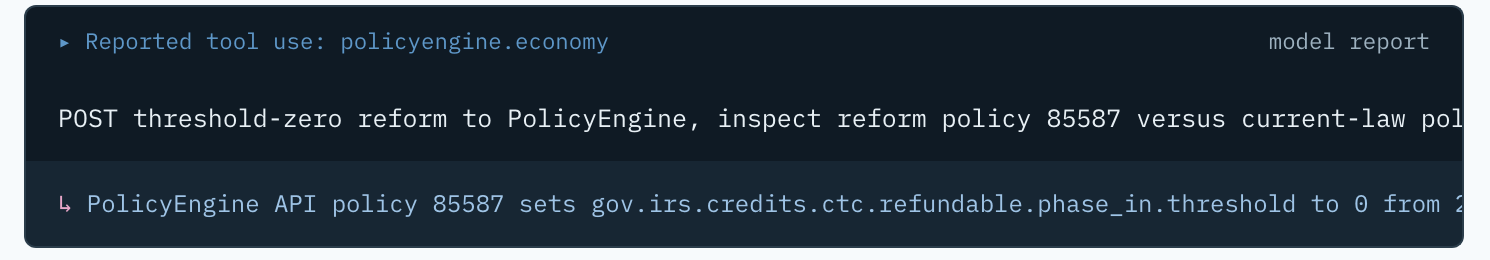 ▸ Reported tool use: policyengine.economy
model report
POST threshold-zero reform to PolicyEngine, inspect reform policy 85587 versus current-law pol
↳ PolicyEngine API policy 85587 sets gov.irs.credits.ctc.refundable.phase_in.threshold to 0 from 2